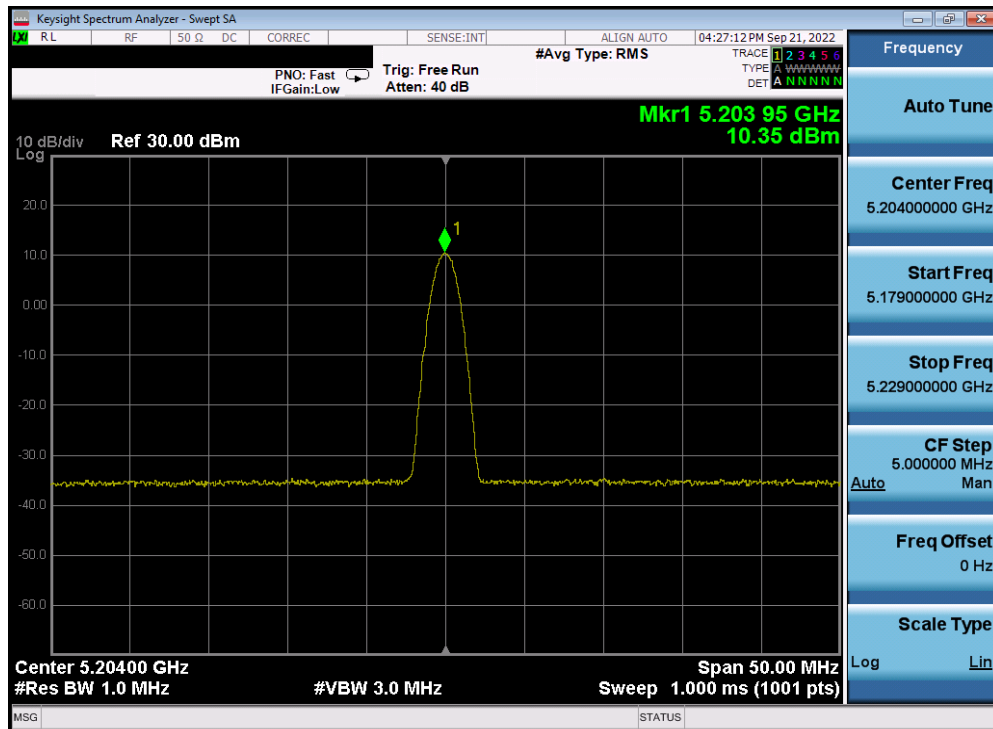 Keysight Spectrum Analyzer - Swept SA
LXI RL RF 50 Ω DC CORREC SENSE:INT ALIGN AUTO 04:27:12 PM Sep 21, 2022
#Avg Type: RMS TRACE 1 2 3 4 5 6
PNO: Fast Trig: Free Run TYPE A WWWWW
IFGain:Low Atten: 40 dB DET A N N N N N
Mkr1 5.203 95 GHz
10 dB/div Ref 30.00 dBm 10.35 dBm
Log
1
20.0
10.0
0.00
-10.0
-20.0
-30.0
-40.0
-50.0
-60.0
Center 5.20400 GHz Span 50.00 MHz
#Res BW 1.0 MHz #VBW 3.0 MHz Sweep 1.000 ms (1001 pts)
MSG STATUS
Frequency
Auto Tune
Center Freq
5.204000000 GHz
Start Freq
5.179000000 GHz
Stop Freq
5.229000000 GHz
CF Step
5.000000 MHz
Auto Man
Freq Offset
0 Hz
Scale Type
Log Lin